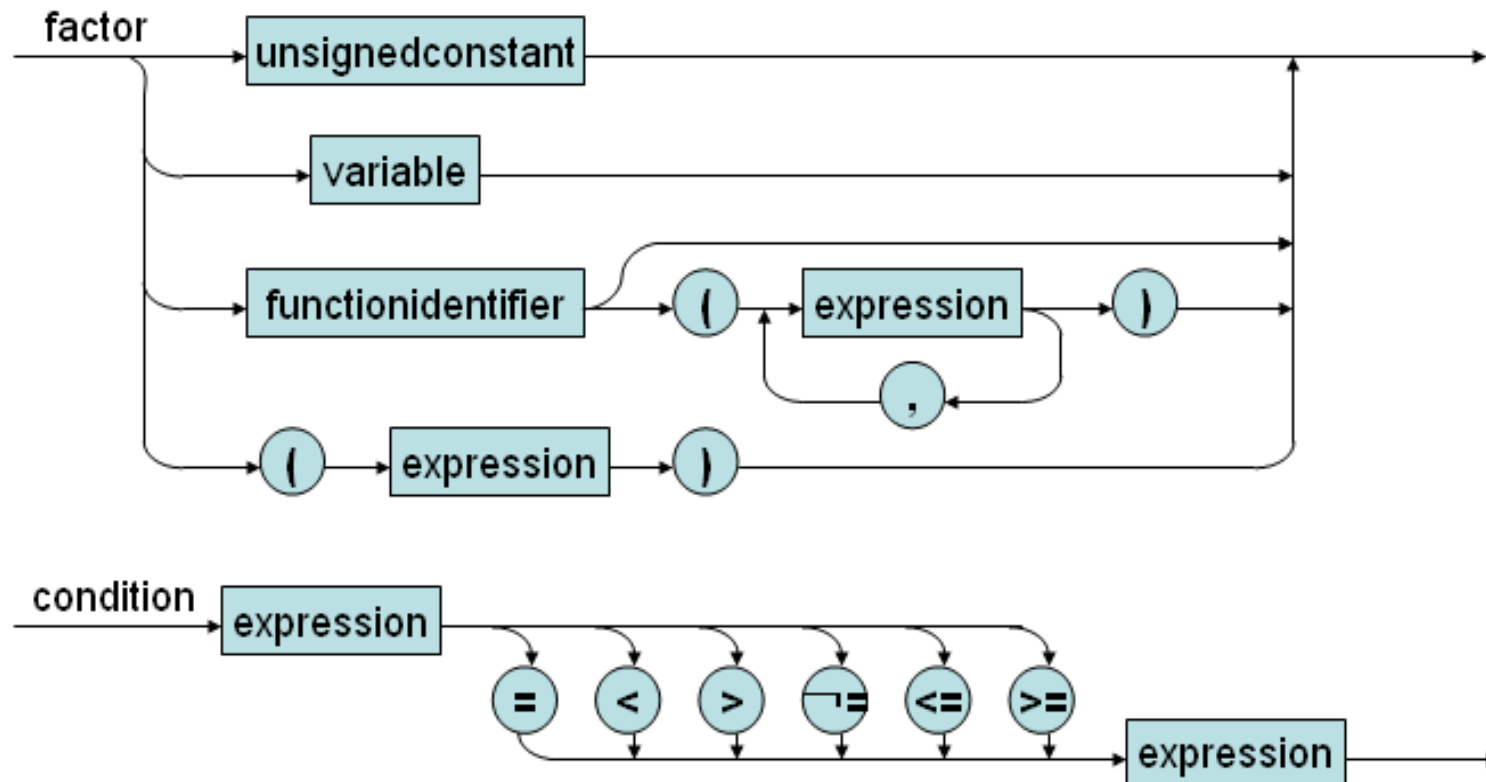 factor
unsignedconstant
variable
functionidentifier ( expression )
,
( expression )
condition
expression
= < > ¬= <= >=
expression